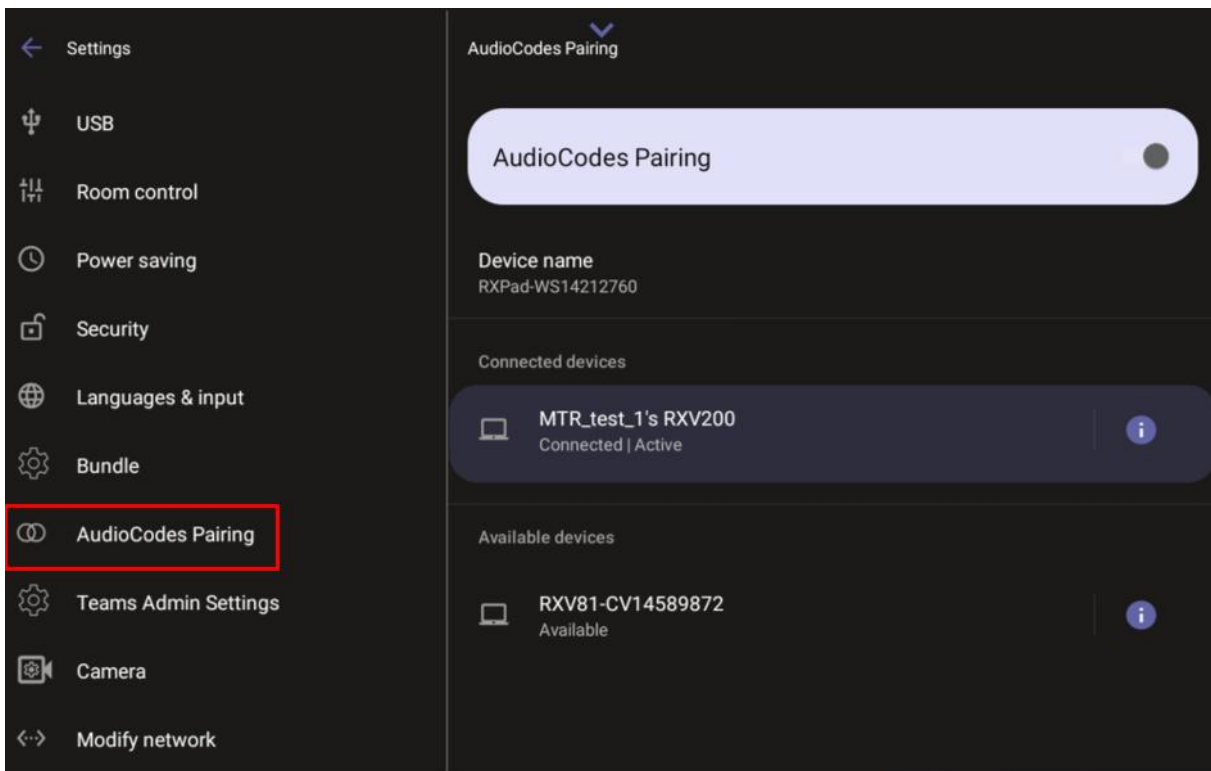 Settings
USB
Room control
Power saving
Security
Languages & input
Bundle
AudioCodes Pairing
Teams Admin Settings
Camera
Modify network
AudioCodes Pairing
AudioCodes Pairing
Device name
RXPad-WS14212760
Connected devices
MTR_test_1's RXV200
Connected | Active
Available devices
RXV81-CV14589872
Available